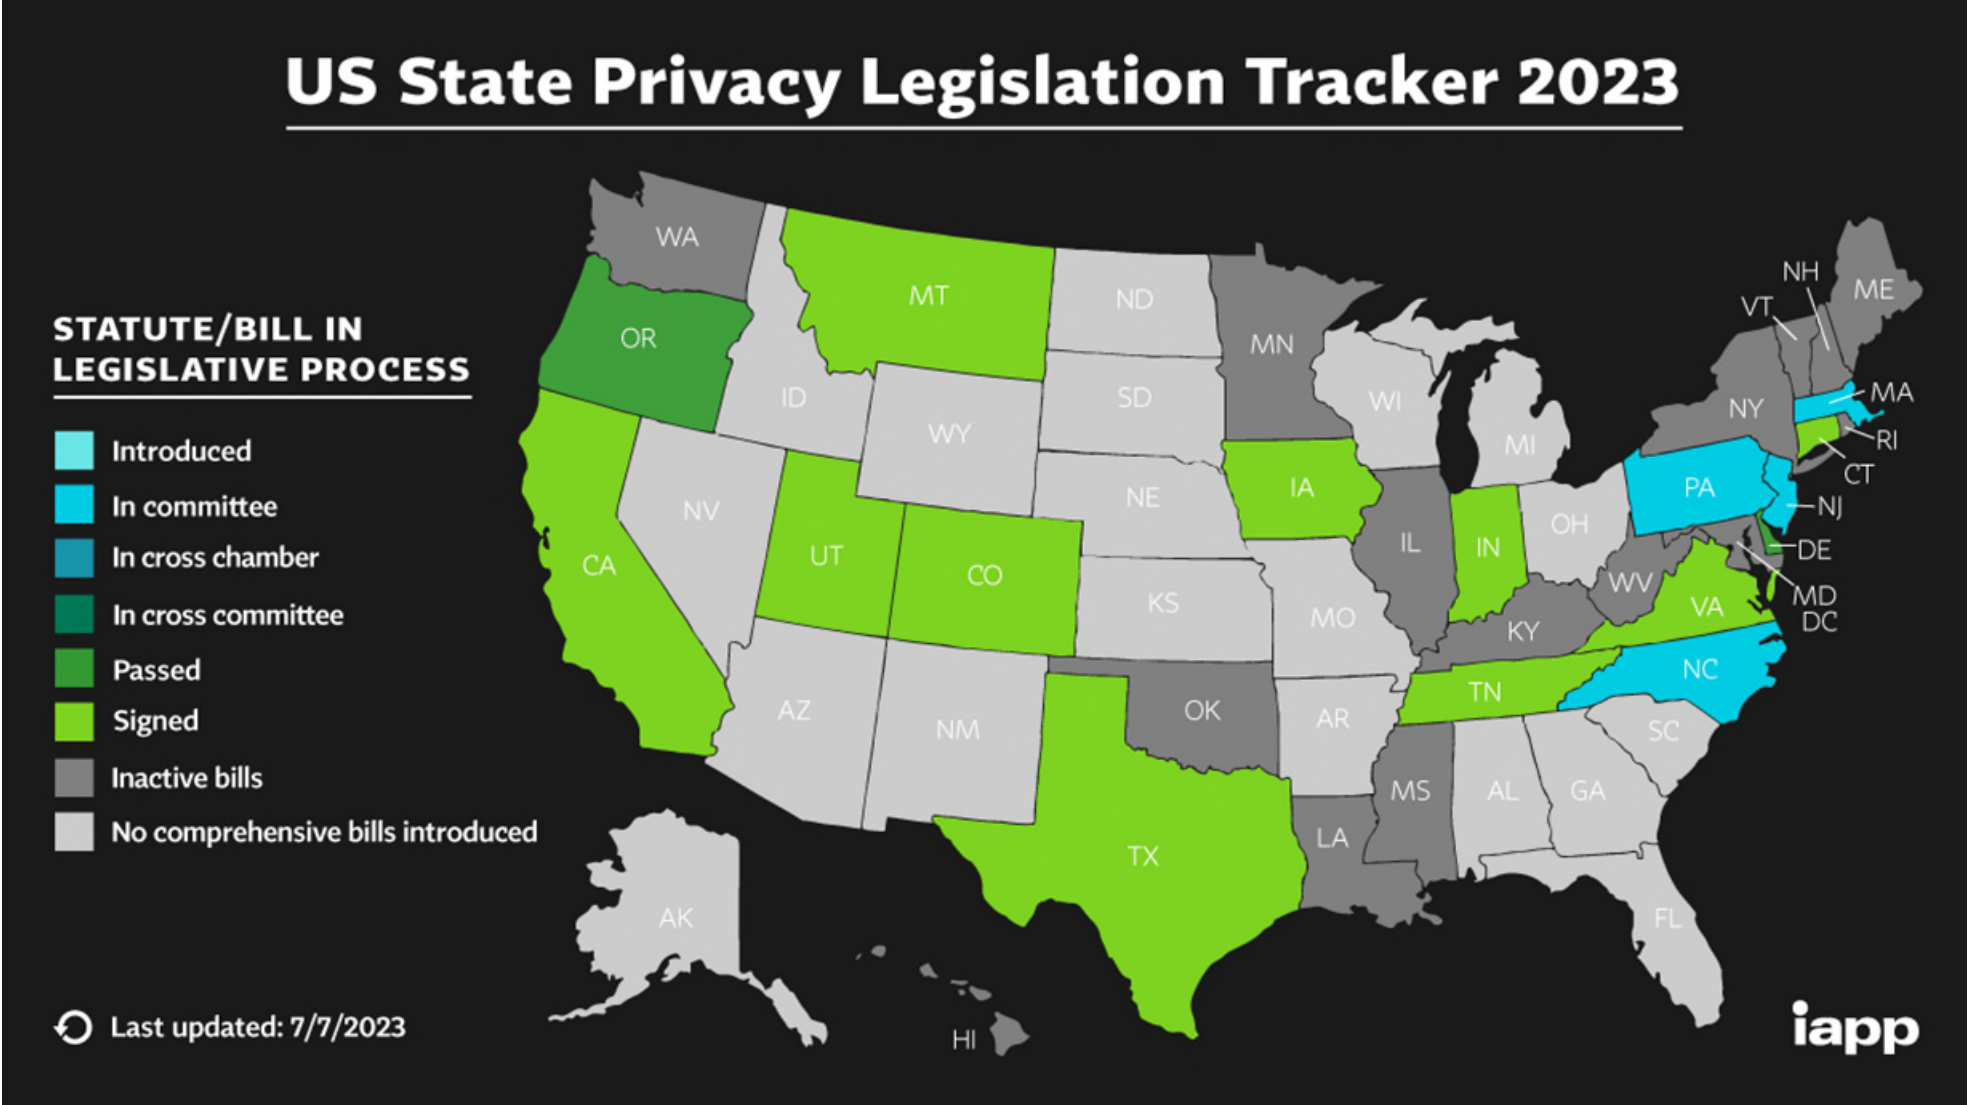 US State Privacy Legislation Tracker 2023
STATUTE/BILL IN
LEGISLATIVE PROCESS
Introduced
In committee
In cross chamber
In cross committee
Passed
Signed
Inactive bills
No comprehensive bills introduced
Last updated: 7/7/2023
WA
OR
MT
ID
WY
ND
SD
MN
WI
MI
NE
IA
NV
UT
CO
CA
KS
MO
IL
IN
OH
KY
WV
VA
PA
NY
VT
NH
ME
MA
RI
CT
NJ
DE
MD
DC
AZ
NM
OK
AR
TN
NC
SC
TX
LA
MS
AL
GA
FL
AK
HI
iapp